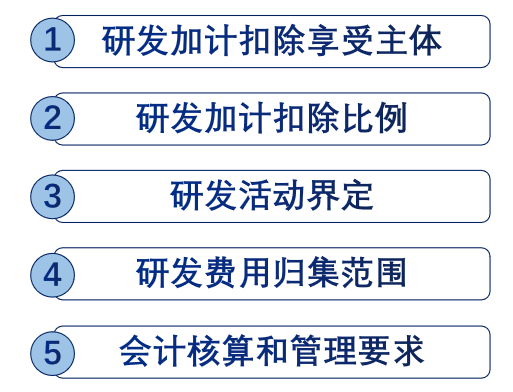 1 研发加计扣除享受主体
2 研发加计扣除比例
3 研发活动界定
4 研发费用归集范围
5 会计核算和管理要求